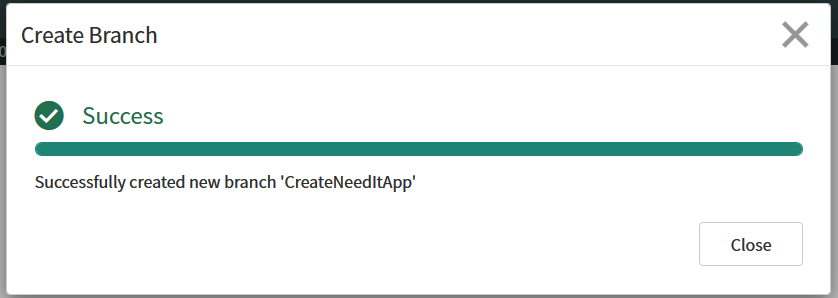 Create Branch
Success
Successfully created new branch 'CreateNeedItApp'
Close